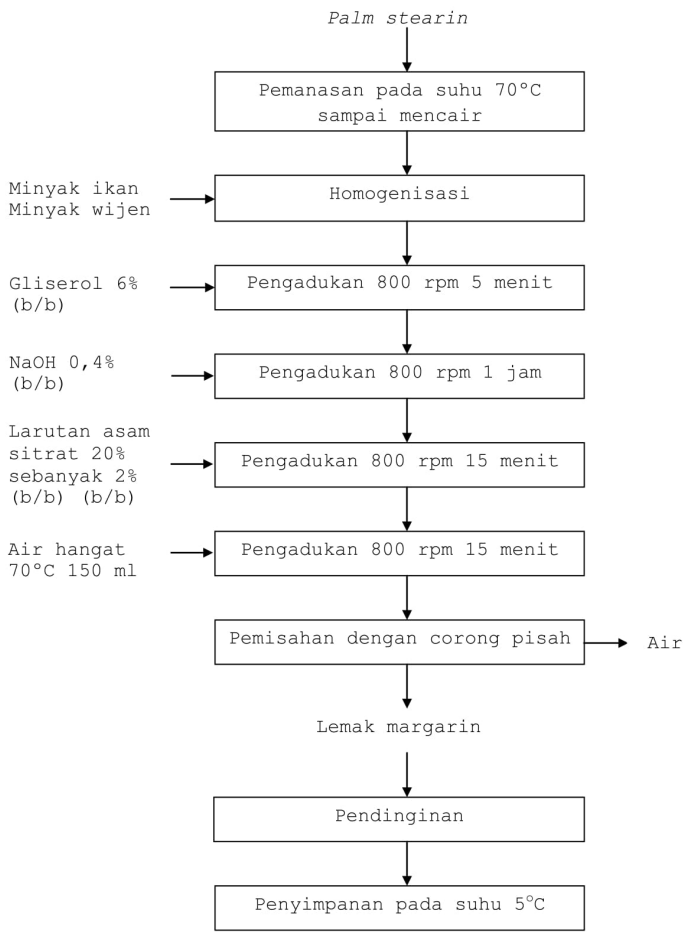 Palm stearin
Pemanasan pada suhu 70°C
sampai mencair
Minyak ikan
Minyak wijen
Homogenisasi
Gliserol 6%
(b/b)
Pengadukan 800 rpm 5 menit
NaOH 0,4%
(b/b)
Pengadukan 800 rpm 1 jam
Larutan asam
sitrat 20%
sebanyak 2%
(b/b) (b/b)
Pengadukan 800 rpm 15 menit
Air hangat
70°C 150 ml
Pengadukan 800 rpm 15 menit
Pemisahan dengan corong pisah
Air
Lemak margarin
Pendinginan
Penyimpanan pada suhu 5°C